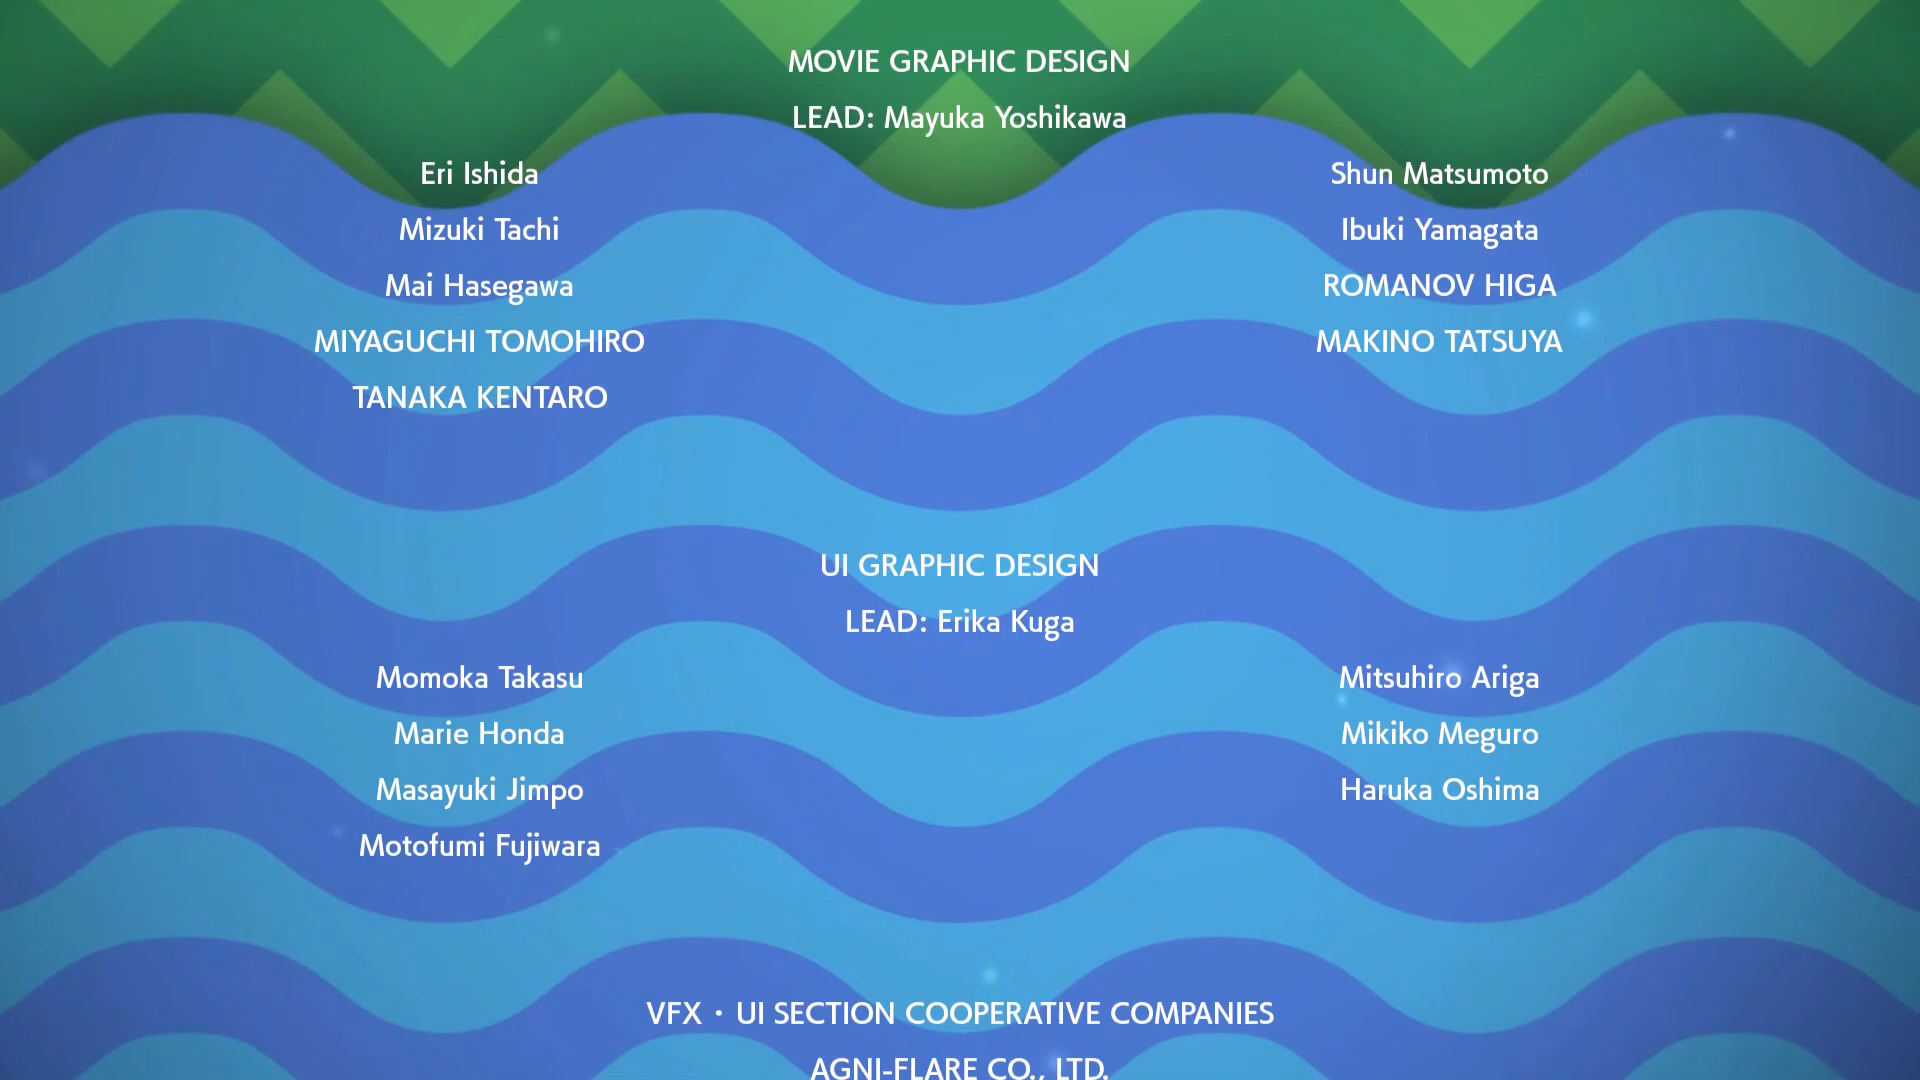 MOVIE GRAPHIC DESIGN
LEAD: Mayuka Yoshikawa
Eri Ishida
Shun Matsumoto
Mizuki Tachi
Ibuki Yamagata
Mai Hasegawa
ROMANOV HIGA
MIYAGUCHI TOMOHIRO
MAKINO TATSUYA
TANAKA KENTARO
UI GRAPHIC DESIGN
LEAD: Erika Kuga
Momoka Takasu
Mitsuhiro Ariga
Marie Honda
Mikiko Meguro
Masayuki Jimpo
Haruka Oshima
Motofumi Fujiwara
VFX・UI SECTION COOPERATIVE COMPANIES
AGNI-FLARE CO., LTD.